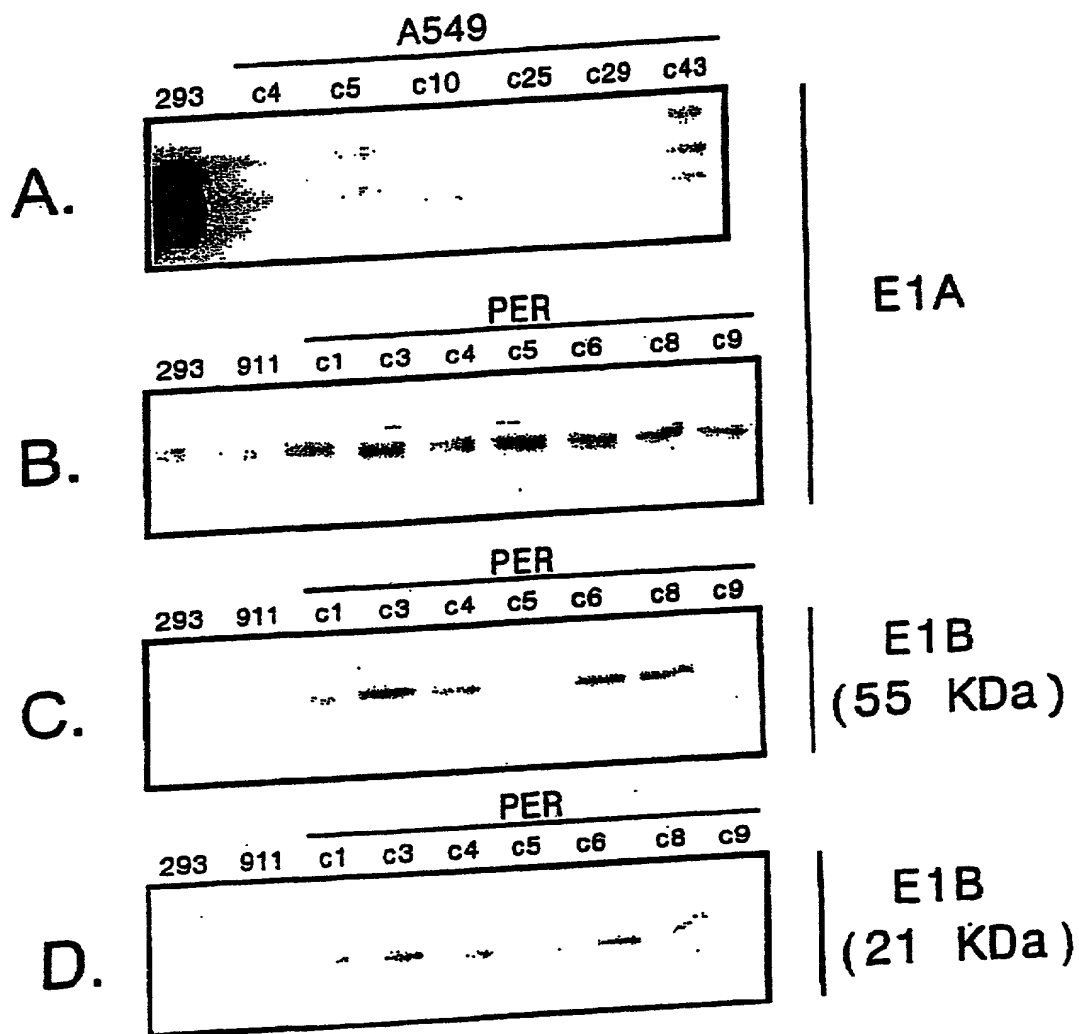 A549
293 c4 c5 c10 c25 c29 c43
A.
PER
293 911 c1 c3 c4 c5 c6 c8 c9
B.
E1A
PER
293 911 c1 c3 c4 c5 c6 c8 c9
C.
E1B
(55 KDa)
PER
293 911 c1 c3 c4 c5 c6 c8 c9
D.
E1B
(21 KDa)